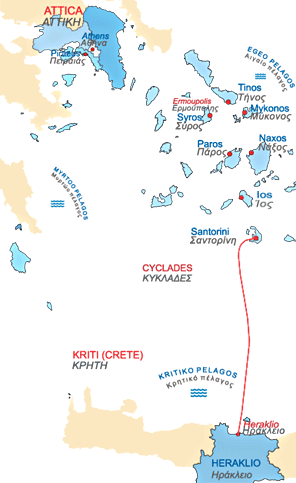 ATTICA
ΑΤΤΙΚΗ
Athens
Αθήνα
Piraeus
Πειραιάς
EGEO PELAGOS
Αιγαίο πέλαγος
Tinos
Τήνος
Ermoupolis
Ερμούπολης
Mykonos
Μύκονος
Syros
Σύρος
Paros
Πάρος
Naxos
Νάξος
MYRTOO PELAGOS
Μυρτώο πέλαγος
Ios
Ίος
Santorini
Σαντορίνη
CYCLADES
ΚΥΚΛΑΔΕΣ
KRITI (CRETE)
ΚΡΗΤΗ
KRITIKO PELAGOS
Κρητικό πέλαγος
Heraklio
Ηράκλειο
HERAKLIO
Ηράκλειο